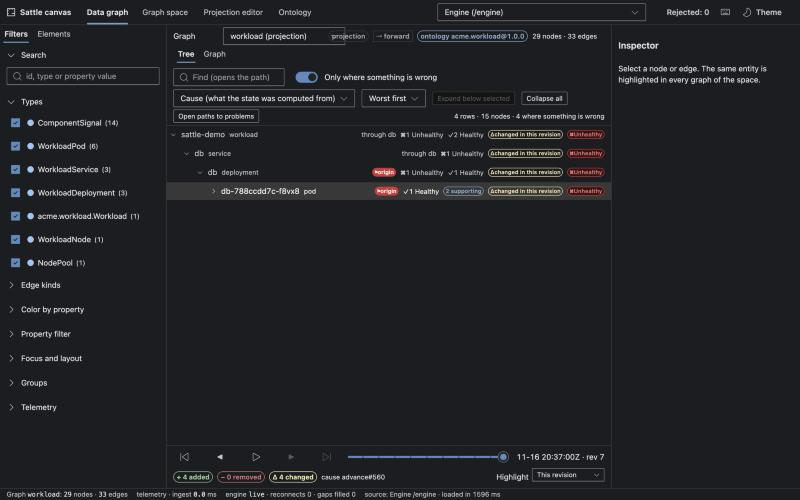 Sattle canvas Data graph Graph space Projection editor Ontology Engine (/engine) Rejected: 0 Theme
Filters Elements
Search
id, type or property value
Types
ComponentSignal (14)
WorkloadPod (6)
WorkloadService (3)
WorkloadDeployment (3)
acme.workload.Workload (1)
WorkloadNode (1)
NodePool (1)
Edge kinds
Color by property
Property filter
Focus and layout
Groups
Telemetry
Graph workload (projection) projection → forward ontology acme.workload@1.0.0 29 nodes · 33 edges
Tree Graph
Find (opens the path) Only where something is wrong
Cause (what the state was computed from) Worst first Expand below selected Collapse all
Open paths to problems 4 rows · 15 nodes · 4 where something is wrong
sattle-demo workload through db ✖1 Unhealthy ✓2 Healthy Δchanged in this revision ✖Unhealthy
db service through db ✖1 Unhealthy Δchanged in this revision ✖Unhealthy
db deployment origin ✖1 Unhealthy ✓1 Healthy Δchanged in this revision ✖Unhealthy
db-788ccdd7c-f8vx8 pod origin ✓1 Healthy 2 supporting Δchanged in this revision ✖Unhealthy
11-16 20:37:00Z · rev 7
+ 4 added − 0 removed Δ 4 changed cause advance#560 Highlight This revision
Inspector
Select a node or edge. The same entity is
highlighted in every graph of the space.
Graph workload: 29 nodes · 33 edges telemetry · ingest 0.0 ms engine live · reconnects 0 · gaps filled 0 source: Engine /engine · loaded in 1596 ms